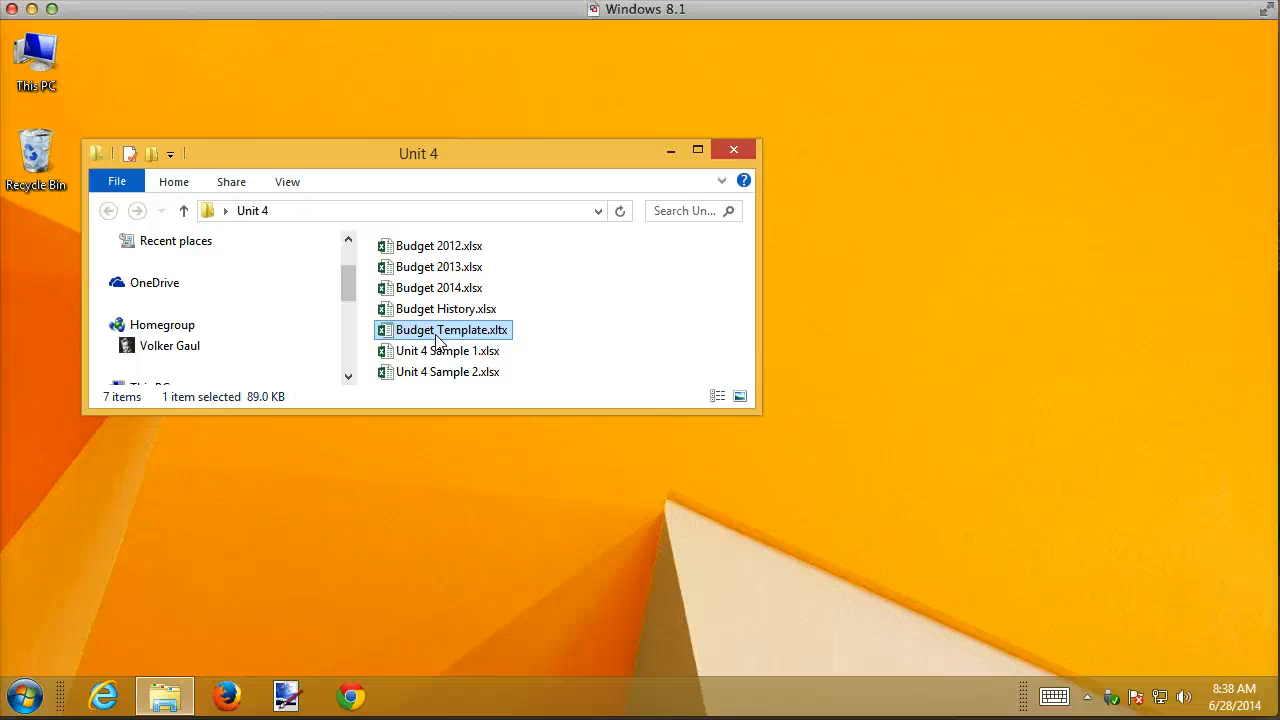 Windows 8.1
This PC
Recycle Bin
Unit 4
File Home Share View
Unit 4
Search Un...
Recent places
OneDrive
Homegroup
Volker Gaul
Budget 2012.xlsx
Budget 2013.xlsx
Budget 2014.xlsx
Budget History.xlsx
Budget Template.xltx
Unit 4 Sample 1.xlsx
Unit 4 Sample 2.xlsx
This PC
7 items 1 item selected 89.0 KB
8:38 AM
6/28/2014